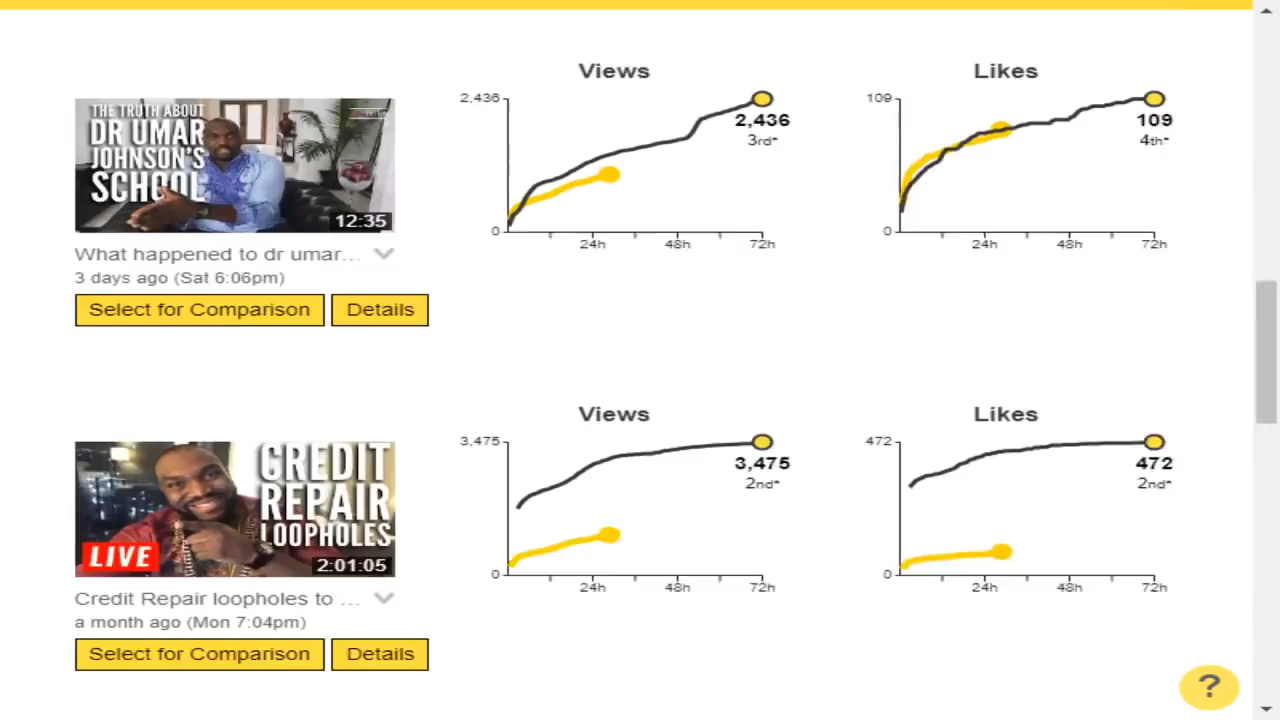 Views
Likes
THE TRUTH ABOUT
DR UMAR
JOHNSON'S
SCHOOL
12:35
2,436
2,436
3rd*
0
24h
48h
72h
109
109
4th*
0
24h
48h
72h
What happened to dr umar...
3 days ago (Sat 6:06pm)
Select for Comparison
Details
Views
Likes
CREDIT
REPAIR
LOOPHOLES
LIVE
2:01:05
3,475
3,475
2nd*
0
24h
48h
72h
472
472
2nd*
0
24h
48h
72h
Credit Repair loopholes to ...
a month ago (Mon 7:04pm)
Select for Comparison
Details
?